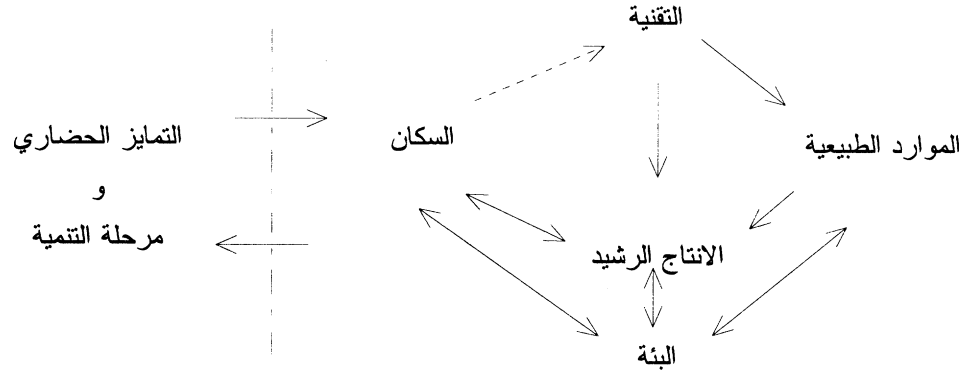 التقنية
التمايز الحضاري
و
مرحلة التنمية
السكان
الموارد الطبيعية
الانتاج الرشيد
البئة